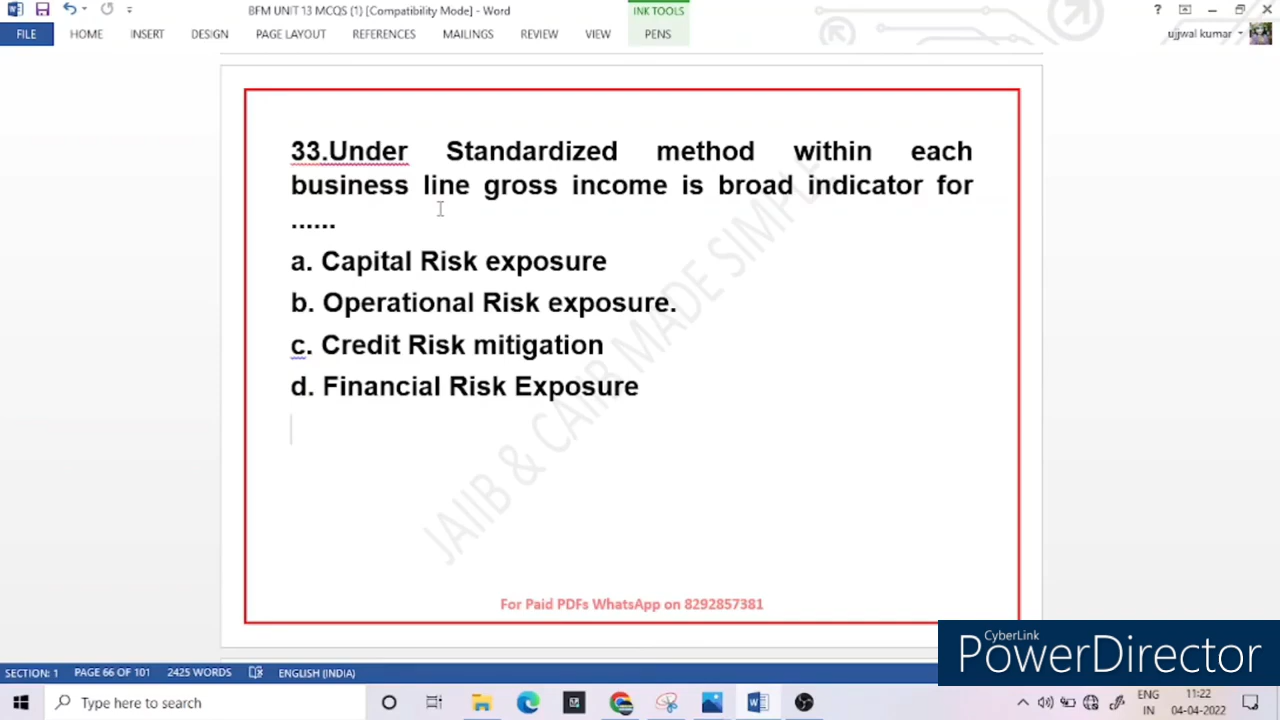 BFM UNIT 13 MCQS (1) [Compatibility Mode] - Word
INK TOOLS
?
FILE
HOME
INSERT
DESIGN
PAGE LAYOUT
REFERENCES
MAILINGS
REVIEW
VIEW
PENS
ujjwal kumar
33.Under Standardized method within each
business line gross income is broad indicator for
......
a. Capital Risk exposure
b. Operational Risk exposure.
c. Credit Risk mitigation
d. Financial Risk Exposure
JAIIB & CAIIB MADE SIMPLE
For Paid PDFs WhatsApp on 8292857381
CyberLink
PowerDirector
SECTION: 1
PAGE 66 OF 101
2425 WORDS
ENGLISH (INDIA)
Type here to search
ENG
IN
11:22
04-04-2022